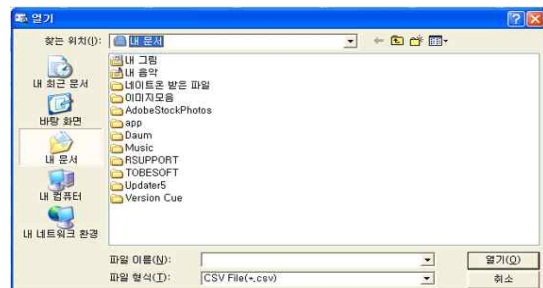 열기
찾는 위치(I):
내 문서
내 최근 문서
바탕 화면
내 문서
내 컴퓨터
내 네트워크 환경
내 그림
내 음악
네이트온 받은 파일
이미지모음
AdobeStockPhotos
app
Daum
Music
RSUPPORT
TOBESOFT
Updater5
Version Cue
파일 이름(N):
열기(O)
파일 형식(T):
CSV File(*.csv)
취소